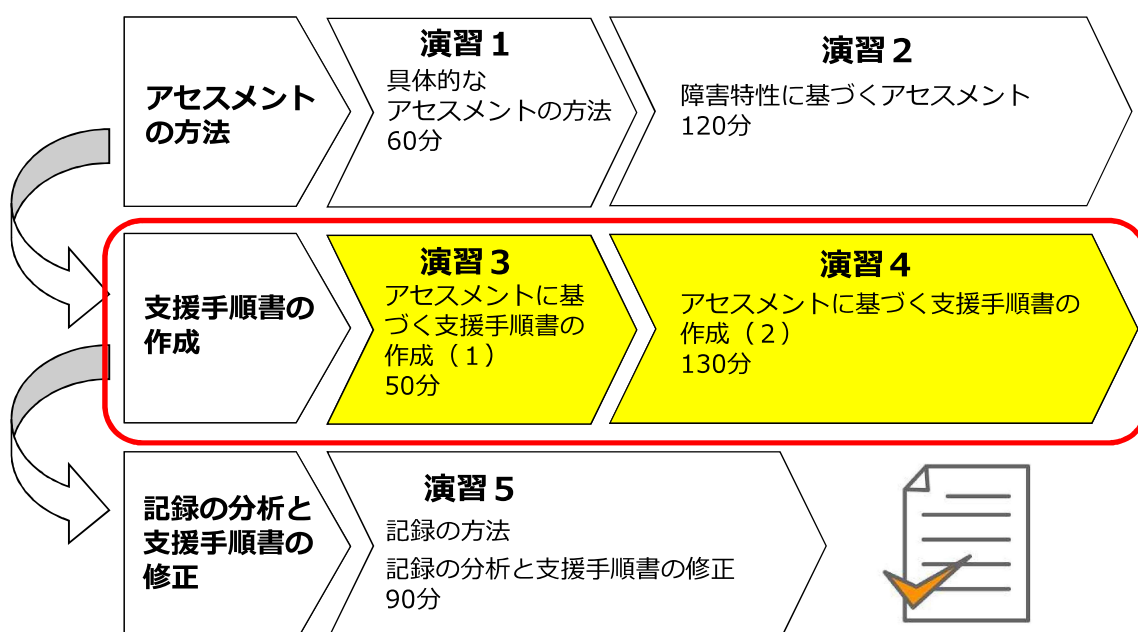 アセスメント
の方法
演習１
具体的な
アセスメントの方法
60分
演習２
障害特性に基づくアセスメント
120分
支援手順書の
作成
演習３
アセスメントに基
づく支援手順書の
作成（１）
50分
演習４
アセスメントに基づく支援手順書の
作成（２）
130分
記録の分析と
支援手順書の
修正
演習５
記録の方法
記録の分析と支援手順書の修正
90分